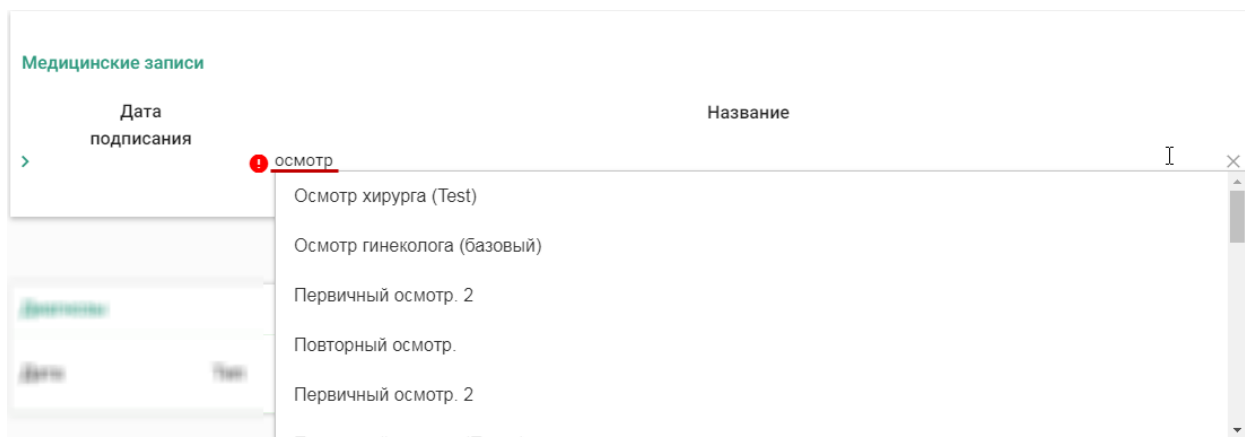 Медицинские записи
Дата
подписания
Название
осмотр
Осмотр хирурга (Test)
Осмотр гинеколога (базовый)
Первичный осмотр. 2
Повторный осмотр.
Первичный осмотр. 2